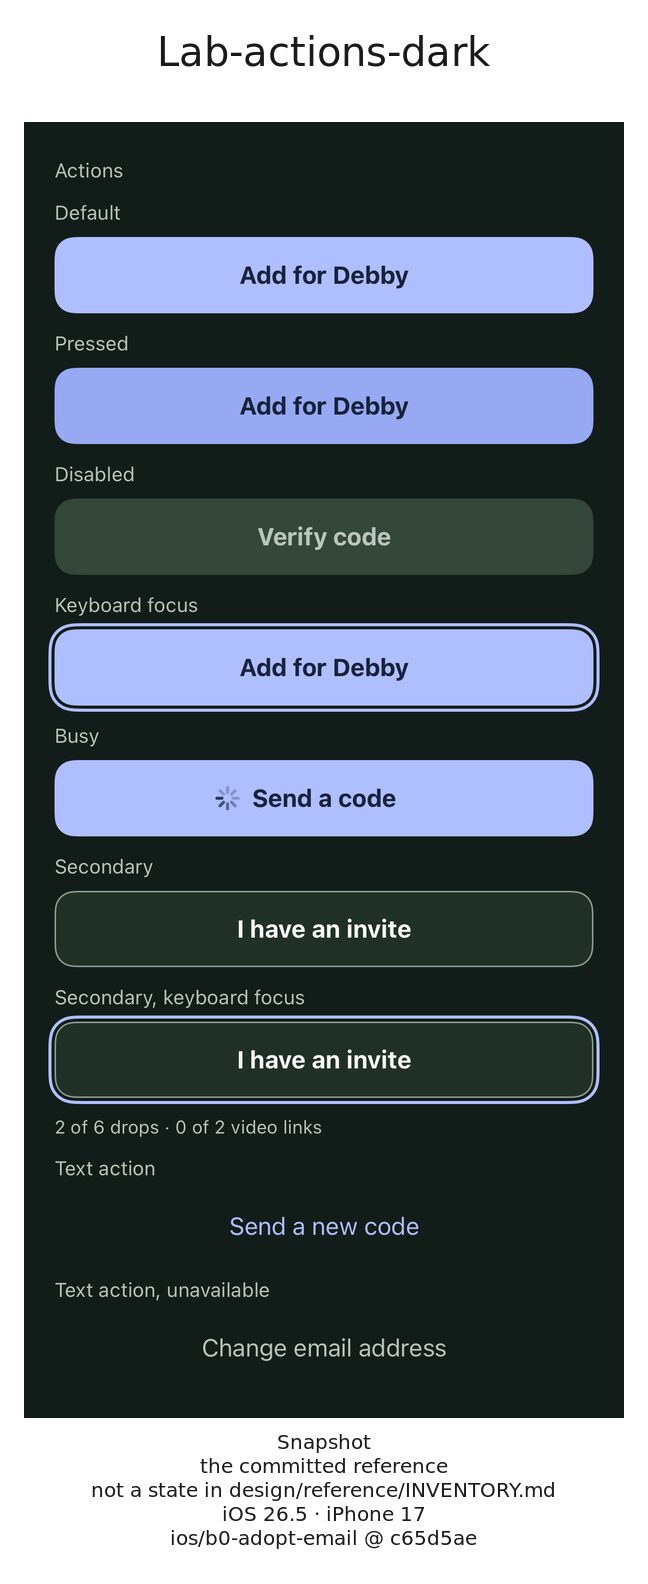 Lab-actions-dark
Actions
Default
Add for Debby
Pressed
Add for Debby
Disabled
Verify code
Keyboard focus
Add for Debby
Busy
Send a code
Secondary
I have an invite
Secondary, keyboard focus
I have an invite
2 of 6 drops · 0 of 2 video links
Text action
Send a new code
Text action, unavailable
Change email address
Snapshot
the committed reference
not a state in design/reference/INVENTORY.md
iOS 26.5 · iPhone 17
ios/b0-adopt-email @ c65d5ae